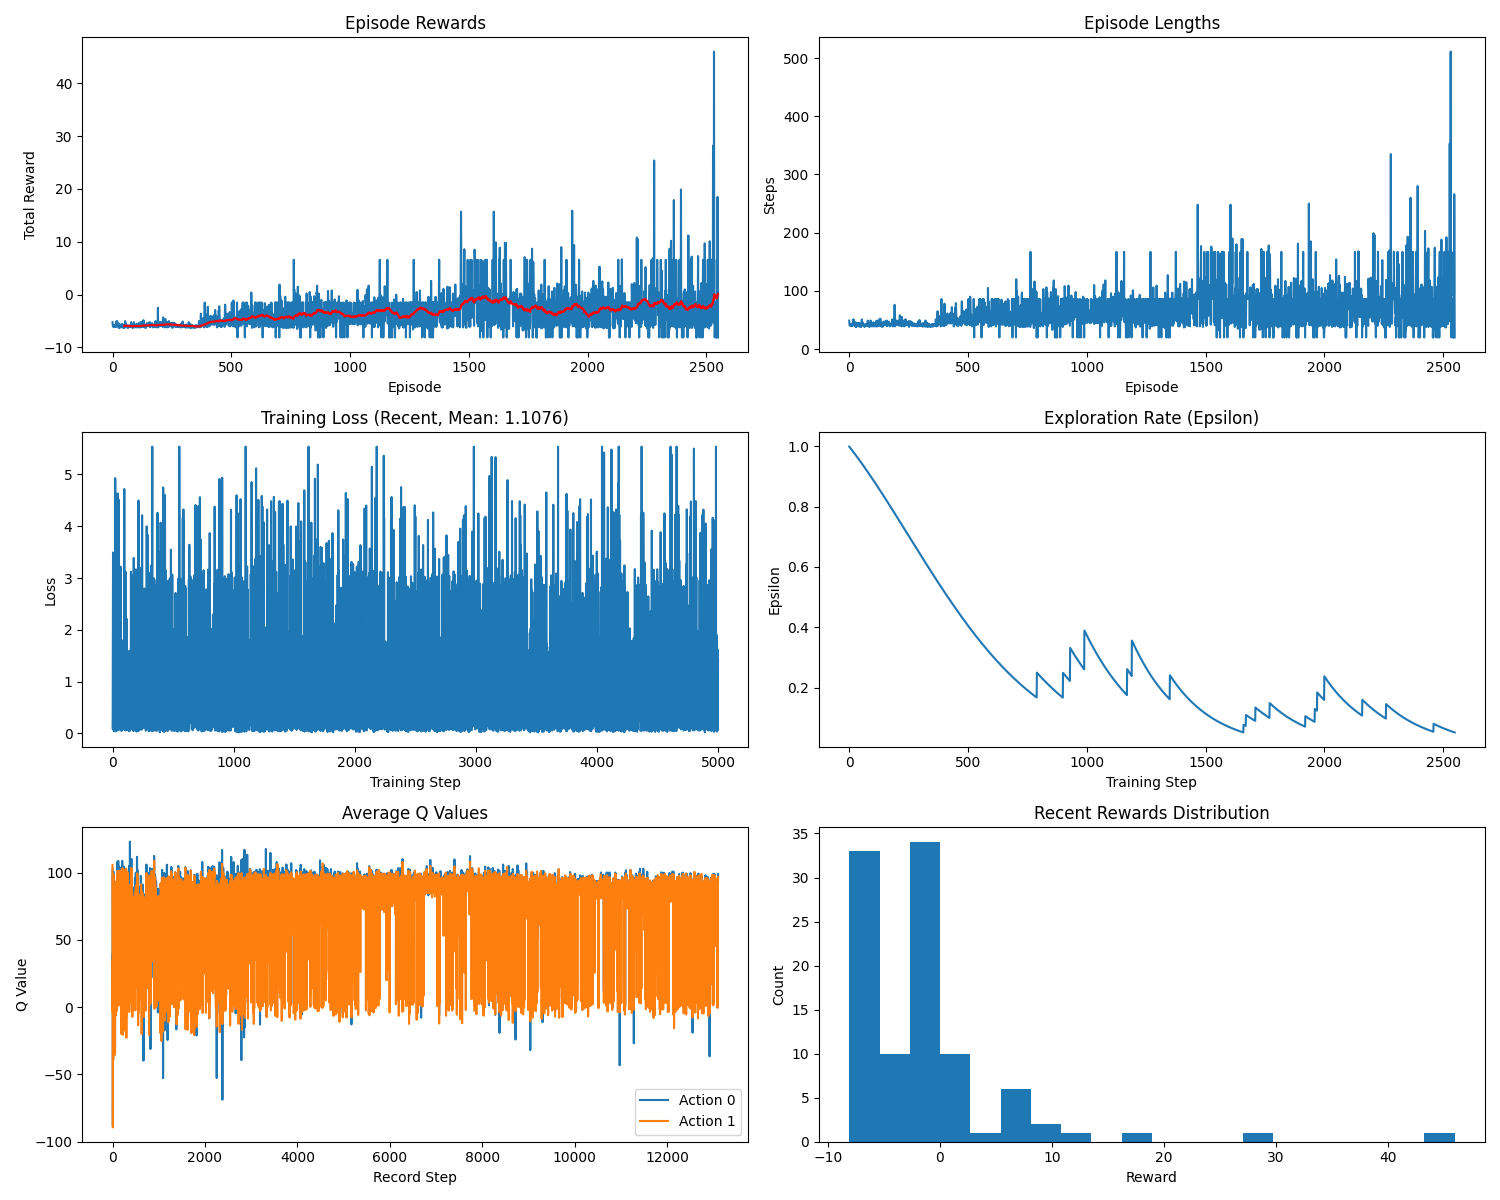 Episode Rewards
Total Reward
40
30
20
10
0
−10
0 500 1000 1500 2000 2500
Episode
Episode Lengths
Steps
500
400
300
200
100
0
0 500 1000 1500 2000 2500
Episode
Training Loss (Recent, Mean: 1.1076)
Loss
5
4
3
2
1
0
0 1000 2000 3000 4000 5000
Training Step
Exploration Rate (Epsilon)
Epsilon
1.0
0.8
0.6
0.4
0.2
0 500 1000 1500 2000 2500
Training Step
Average Q Values
Q Value
100
50
0
−50
−100
Action 0
Action 1
0 2000 4000 6000 8000 10000 12000
Record Step
Recent Rewards Distribution
Count
35
30
25
20
15
10
5
0
−10 0 10 20 30 40
Reward